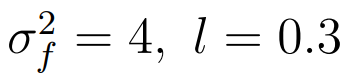 σ_f^2 = 4, l = 0.3